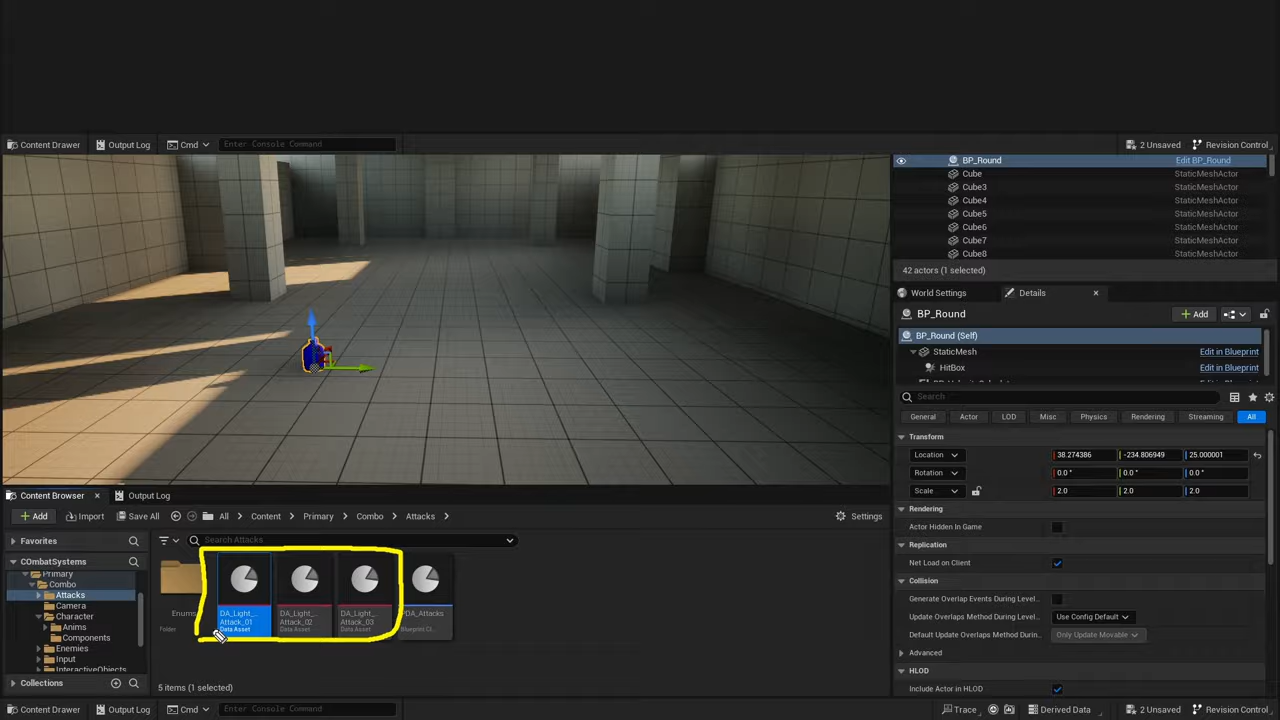 Content Drawer Output Log Cmd Enter Console Command 2 Unsaved Revision Control
BP_Round Edit BP_Round
Cube StaticMeshActor
Cube3 StaticMeshActor
Cube4 StaticMeshActor
Cube5 StaticMeshActor
Cube6 StaticMeshActor
Cube7 StaticMeshActor
Cube8 StaticMeshActor
42 actors (1 selected)
World Settings Details
BP_Round Add
BP_Round (Self)
StaticMesh Edit in Blueprint
HitBox Edit in Blueprint
Search
General Actor LOD Misc Physics Rendering Streaming All
Transform
Location 38.274386 -234.806949 25.000001
Rotation 0.0 ° 0.0 ° 0.0 °
Scale 2.0 2.0 2.0
Rendering
Actor Hidden In Game
Replication
Net Load on Client
Collision
Generate Overlap Events During Level...
Update Overlaps Method During Level... Use Config Default
Default Update Overlaps Method Durin... Only Update Movable
Advanced
HLOD
Include Actor in HLOD
Content Browser Output Log
Add Import Save All All Content Primary Combo Attacks Settings
Favorites
Search Attacks
COmbatSystems
Primary
Combo
Attacks
Camera
Character
Anims
Components
Enemies
Input
InteractiveObjects
Collections
Enums
Folder
DA_Light_
Attack_01
Data Asset
DA_Light_
Attack_02
Data Asset
DA_Light_
Attack_03
Data Asset
PDA_Attacks
Blueprint Cl...
5 items (1 selected)
Content Drawer Output Log Cmd Enter Console Command Trace Derived Data 2 Unsaved Revision Control